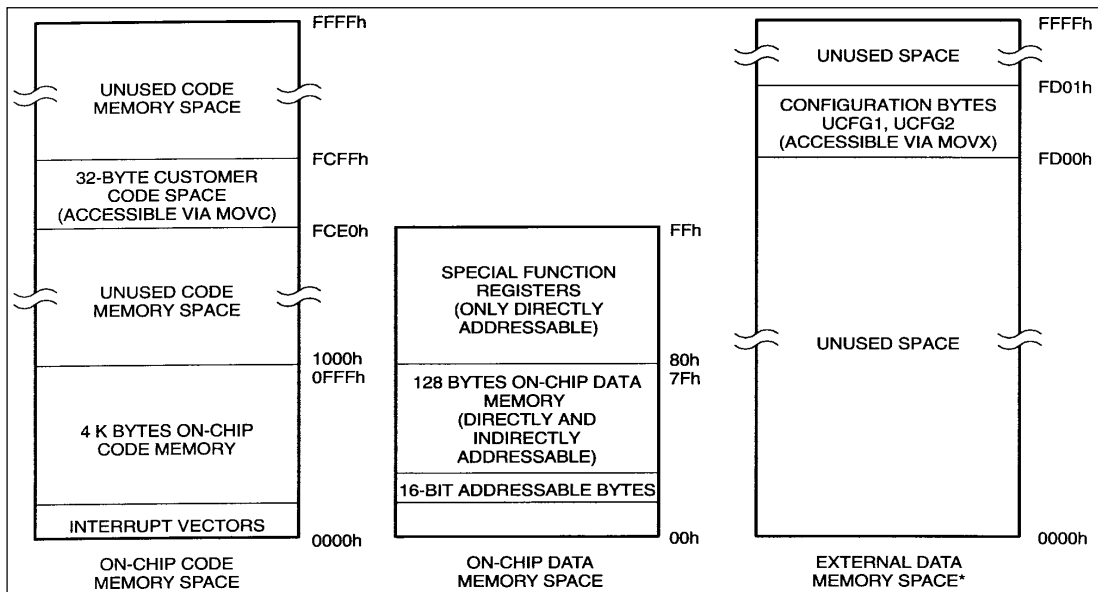 FFFFh
UNUSED CODE
MEMORY SPACE
FCFFh
32-BYTE CUSTOMER
CODE SPACE
(ACCESSIBLE VIA MOVC)
FCE0h
UNUSED CODE
MEMORY SPACE
1000h
0FFFh
4 K BYTES ON-CHIP
CODE MEMORY
INTERRUPT VECTORS
0000h
ON-CHIP CODE
MEMORY SPACE
FFh
SPECIAL FUNCTION
REGISTERS
(ONLY DIRECTLY
ADDRESSABLE)
80h
7Fh
128 BYTES ON-CHIP DATA
MEMORY
(DIRECTLY AND
INDIRECTLY
ADDRESSABLE)
16-BIT ADDRESSABLE BYTES
00h
ON-CHIP DATA
MEMORY SPACE
FFFFh
UNUSED SPACE
FD01h
CONFIGURATION BYTES
UCFG1, UCFG2
(ACCESSIBLE VIA MOVX)
FD00h
UNUSED SPACE
0000h
EXTERNAL DATA
MEMORY SPACE*